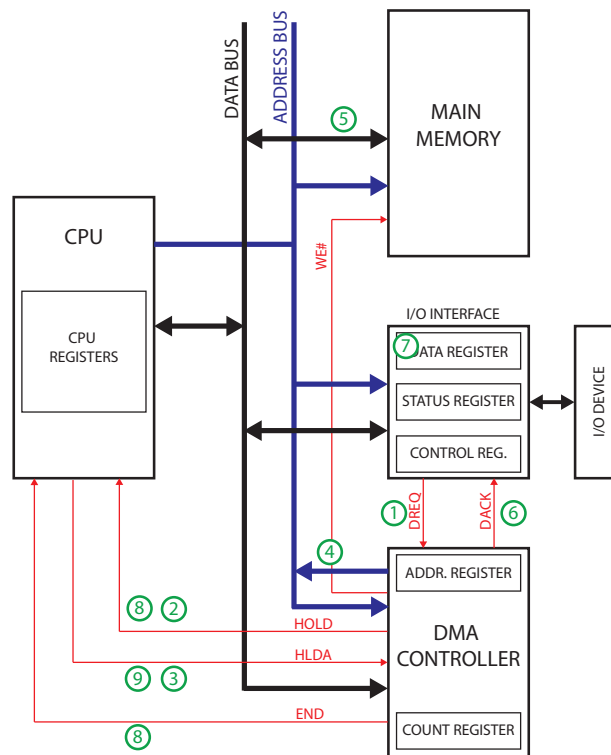 DATA BUS
ADDRESS BUS
MAIN
MEMORY
5
CPU
CPU
REGISTERS
WE#
I/O INTERFACE
7
DATA REGISTER
STATUS REGISTER
CONTROL REG.
I/O DEVICE
1
DREQ
DACK
6
4
ADDR. REGISTER
8 2
HOLD
DMA
CONTROLLER
HLDA
9 3
END
8
COUNT REGISTER